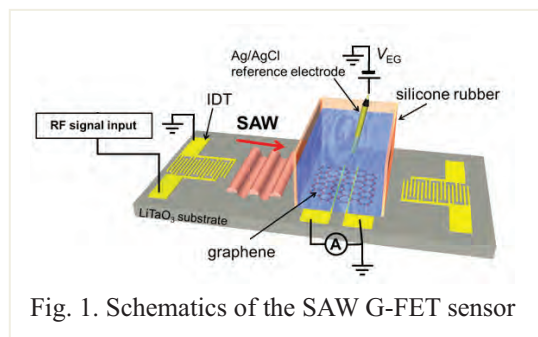 Ag/AgCl
reference electrode
V_EG
silicone rubber
IDT
RF signal input
SAW
LiTaO₃ substrate
A
graphene
Fig. 1. Schematics of the SAW G-FET sensor